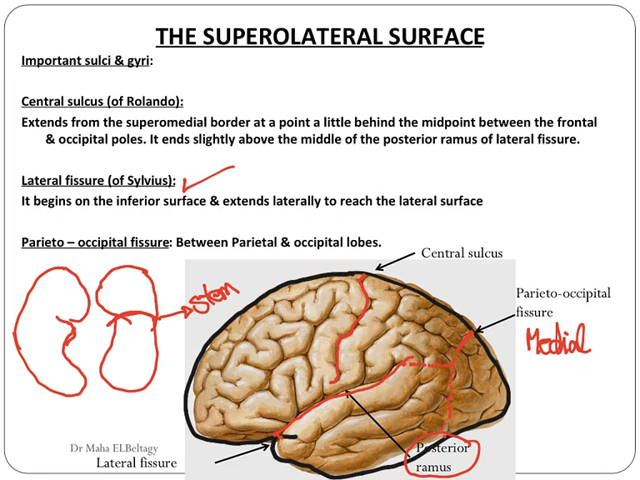 THE SUPEROLATERAL SURFACE
Important sulci & gyri:
Central sulcus (of Rolando):
Extends from the superomedial border at a point a little behind the midpoint between the frontal
& occipital poles. It ends slightly above the middle of the posterior ramus of lateral fissure.
Lateral fissure (of Sylvius):
It begins on the inferior surface & extends laterally to reach the lateral surface
Parieto – occipital fissure: Between Parietal & occipital lobes.
Central sulcus
stem
Parieto-occipital
fissure
Medial
Dr Maha ELBeltagy
Lateral fissure
Posterior
ramus